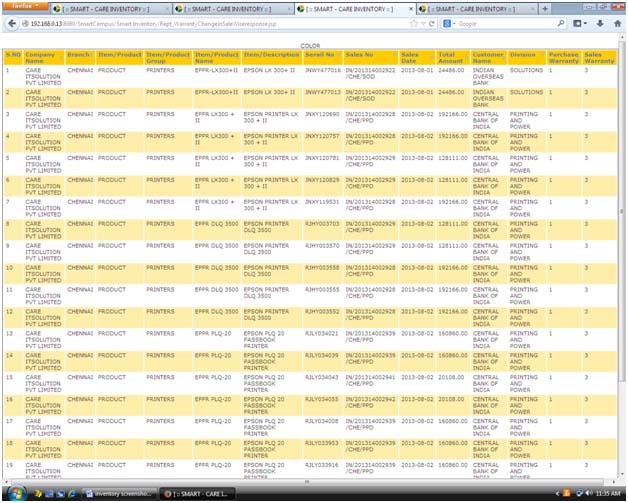 Firefox
[ :: SMART - CARE INVENTORY :: ]
[ :: SMART - CARE INVENTORY :: ]
[ :: SMART - CARE INVENTORY :: ]
[ :: SMART - CARE INVENTORY :: ]
192.168.0.13:8089/SmartCampus/Smart Inventory/Rept_WarrantyChangeinSaleWiseresponse.jsp
Google
COLOR
S.NO Company Name Branch Item/Product Item/Product Group Item/Product Name Item/Description Serail No Sales No Sales Date Total Amount Customer Name Division Purchase Warranty Sales Warranty
1 CARE ITSOLUTION PVT LIMITED CHENNAI PRODUCT PRINTERS EPPR-LX300+II EPSON LX 300 + II JNWY477016 IN/201314002922/CHE/SOD 2013-08-01 24486.00 INDIAN OVERSEAS BANK SOLUTIONS 1 3
2 CARE ITSOLUTION PVT LIMITED CHENNAI PRODUCT PRINTERS EPPR-LX300+II EPSON LX 300 + II JNWY477013 IN/201314002922/CHE/SOD 2013-08-01 24486.00 INDIAN OVERSEAS BANK SOLUTIONS 1 3
3 CARE ITSOLUTION PVT LIMITED CHENNAI PRODUCT PRINTERS EPPR LX300 + II EPSON PRINTER LX 300 + II JNXY120690 IN/201314002928/CHE/PPD 2013-08-02 192166.00 CENTRAL BANK OF INDIA PRINTING AND POWER 1 3
4 CARE ITSOLUTION PVT LIMITED CHENNAI PRODUCT PRINTERS EPPR LX300 + II EPSON PRINTER LX 300 + II JNXY120757 IN/201314002928/CHE/PPD 2013-08-02 192166.00 CENTRAL BANK OF INDIA PRINTING AND POWER 1 3
5 CARE ITSOLUTION PVT LIMITED CHENNAI PRODUCT PRINTERS EPPR LX300 + II EPSON PRINTER LX 300 + II JNXY120781 IN/201314002929/CHE/PPD 2013-08-02 128111.00 CENTRAL BANK OF INDIA PRINTING AND POWER 1 3
6 CARE ITSOLUTION PVT LIMITED CHENNAI PRODUCT PRINTERS EPPR LX300 + II EPSON PRINTER LX 300 + II JNXY120829 IN/201314002929/CHE/PPD 2013-08-02 128111.00 CENTRAL BANK OF INDIA PRINTING AND POWER 1 3
7 CARE ITSOLUTION PVT LIMITED CHENNAI PRODUCT PRINTERS EPPR LX300 + II EPSON PRINTER LX 300 + II JNXY119531 IN/201314002928/CHE/PPD 2013-08-02 192166.00 CENTRAL BANK OF INDIA PRINTING AND POWER 1 3
8 CARE ITSOLUTION PVT LIMITED CHENNAI PRODUCT PRINTERS EPPR DLQ 3500 EPSON PRINTER DLQ 3500 RJHY003703 IN/201314002929/CHE/PPD 2013-08-02 128111.00 CENTRAL BANK OF INDIA PRINTING AND POWER 1 3
9 CARE ITSOLUTION PVT LIMITED CHENNAI PRODUCT PRINTERS EPPR DLQ 3500 EPSON PRINTER DLQ 3500 RJHY003570 IN/201314002929/CHE/PPD 2013-08-02 128111.00 CENTRAL BANK OF INDIA PRINTING AND POWER 1 3
10 CARE ITSOLUTION PVT LIMITED CHENNAI PRODUCT PRINTERS EPPR DLQ 3500 EPSON PRINTER DLQ 3500 RJHY003558 IN/201314002928/CHE/PPD 2013-08-02 192166.00 CENTRAL BANK OF INDIA PRINTING AND POWER 1 3
11 CARE ITSOLUTION PVT LIMITED CHENNAI PRODUCT PRINTERS EPPR DLQ 3500 EPSON PRINTER DLQ 3500 RJHY003555 IN/201314002928/CHE/PPD 2013-08-02 192166.00 CENTRAL BANK OF INDIA PRINTING AND POWER 1 3
12 CARE ITSOLUTION PVT LIMITED CHENNAI PRODUCT PRINTERS EPPR DLQ 3500 EPSON PRINTER DLQ 3500 RJHY003552 IN/201314002928/CHE/PPD 2013-08-02 192166.00 CENTRAL BANK OF INDIA PRINTING AND POWER 1 3
13 CARE ITSOLUTION PVT LIMITED CHENNAI PRODUCT PRINTERS EPPR PLQ-20 EPSON PLQ 20 PASSBOOK PRINTER RJLY034021 IN/201314002939/CHE/PPD 2013-08-02 160860.00 CENTRAL BANK OF INDIA PRINTING AND POWER 1 3
14 CARE ITSOLUTION PVT LIMITED CHENNAI PRODUCT PRINTERS EPPR PLQ-20 EPSON PLQ 20 PASSBOOK PRINTER RJLY034039 IN/201314002939/CHE/PPD 2013-08-02 160860.00 CENTRAL BANK OF INDIA PRINTING AND POWER 1 3
15 CARE ITSOLUTION PVT LIMITED CHENNAI PRODUCT PRINTERS EPPR PLQ-20 EPSON PLQ 20 PASSBOOK PRINTER RJLY034043 IN/201314002941/CHE/PPD 2013-08-02 20108.00 CENTRAL BANK OF INDIA PRINTING AND POWER 1 3
16 CARE ITSOLUTION PVT LIMITED CHENNAI PRODUCT PRINTERS EPPR PLQ-20 EPSON PLQ 20 PASSBOOK PRINTER RJLY034055 IN/201314002942/CHE/PPD 2013-08-02 20108.00 CENTRAL BANK OF INDIA PRINTING AND POWER 1 3
17 CARE ITSOLUTION PVT LIMITED CHENNAI PRODUCT PRINTERS EPPR PLQ-20 EPSON PLQ 20 PASSBOOK PRINTER RJLY034008 IN/201314002939/CHE/PPD 2013-08-02 160860.00 CENTRAL BANK OF INDIA PRINTING AND POWER 1 3
18 CARE ITSOLUTION PVT LIMITED CHENNAI PRODUCT PRINTERS EPPR PLQ-20 EPSON PLQ 20 PASSBOOK PRINTER RJLY033953 IN/201314002939/CHE/PPD 2013-08-02 160860.00 CENTRAL BANK OF INDIA PRINTING AND POWER 1 3
19 CARE ITSOLUTION PVT LIMITED CHENNAI PRODUCT PRINTERS EPPR PLQ-20 EPSON PLQ 20 PASSBOOK PRINTER RJLY033916 IN/201314002939/CHE/PPD 2013-08-02 160860.00 CENTRAL BANK OF INDIA PRINTING AND POWER 1 3
inventory screensho...
[ :: SMART - CARE I...
11:35 AM